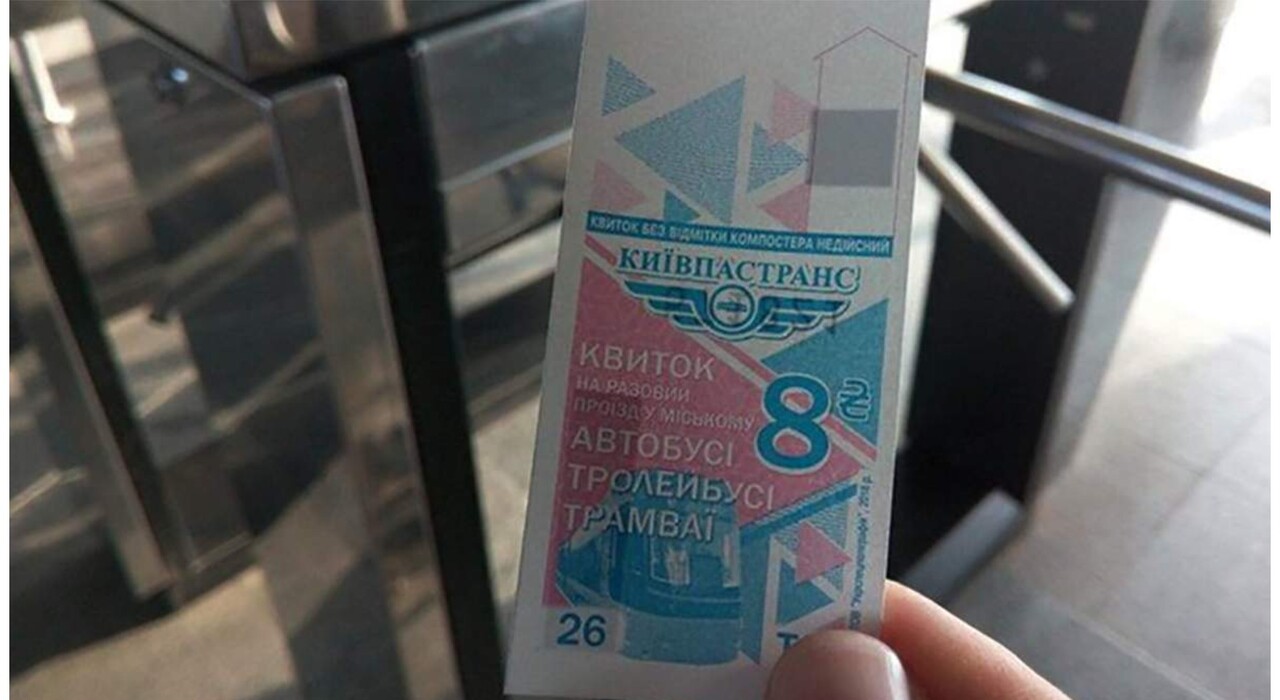 КВИТОК БЕЗ ВІДМІТКИ КОМПОСТЕРА НЕДІЙСНИЙ
КИЇВПАСТРАНС
КВИТОК
НА РАЗОВИЙ
ПРОЇЗД У МІСЬКОМУ
8 ₴
АВТОБУСІ
ТРОЛЕЙБУСІ
ТРАМВАЇ
26